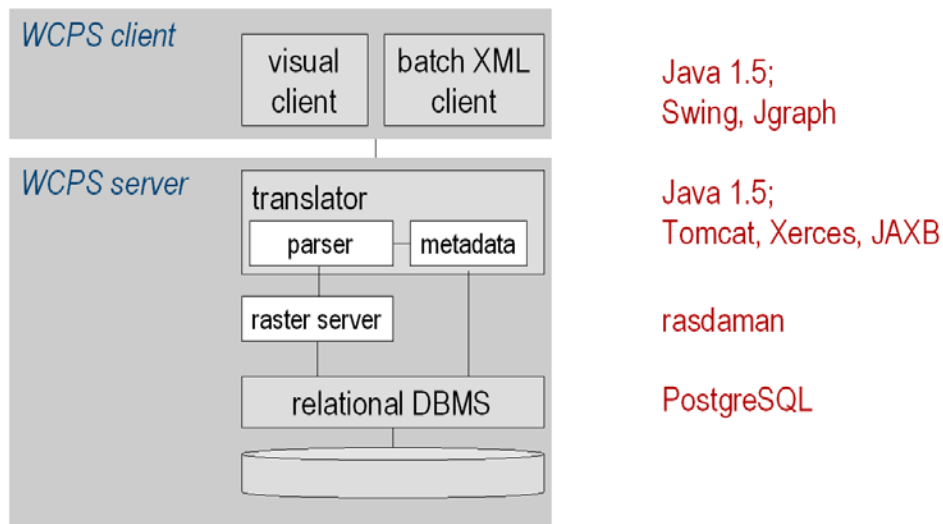 WCPS client
visual
client
batch XML
client
Java 1.5;
Swing, Jgraph
WCPS server
translator
parser
metadata
Java 1.5;
Tomcat, Xerces, JAXB
raster server
rasdaman
relational DBMS
PostgreSQL